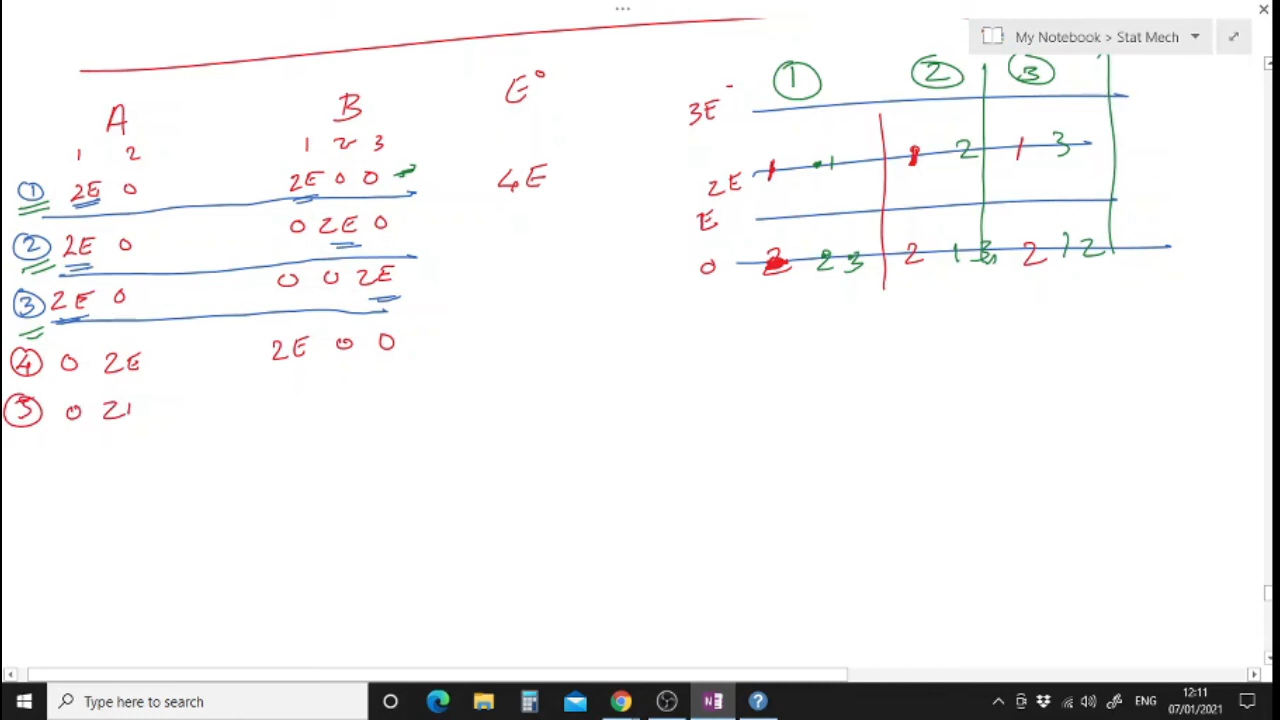 My Notebook > Stat Mech
A B E°
1 2 1 2 3
① 2E 0 2E 0 0 4E
0 2E 0
② 2E 0
0 0 2E
③ 2E 0
④ 0 2E 2E 0 0
⑤ 0 2
① ② ③
3E
2E 1 1 1 2 1 3
E
0 2 2 3 2 1 3 2 1 2
Type here to search
ENG
12:11
07/01/2021